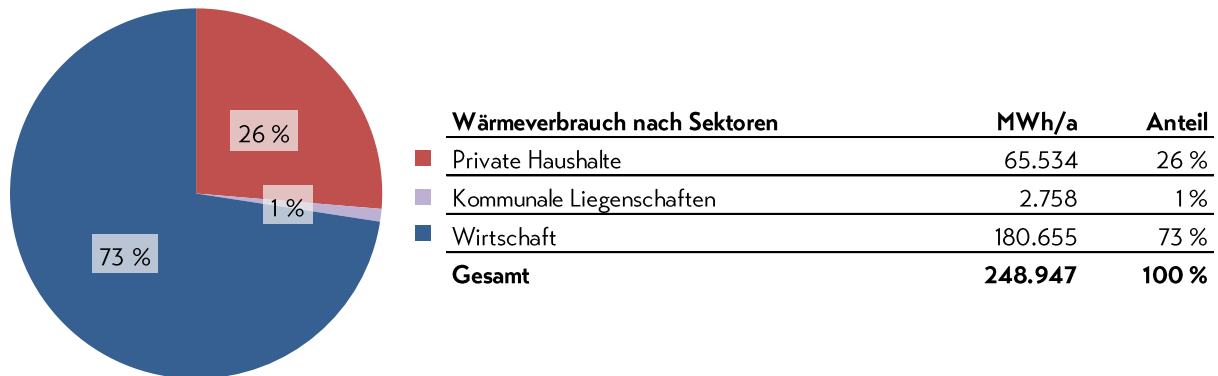 26 %
1 %
73 %
Wärmeverbrauch nach Sektoren MWh/a Anteil
Private Haushalte 65.534 26 %
Kommunale Liegenschaften 2.758 1 %
Wirtschaft 180.655 73 %
Gesamt 248.947 100 %